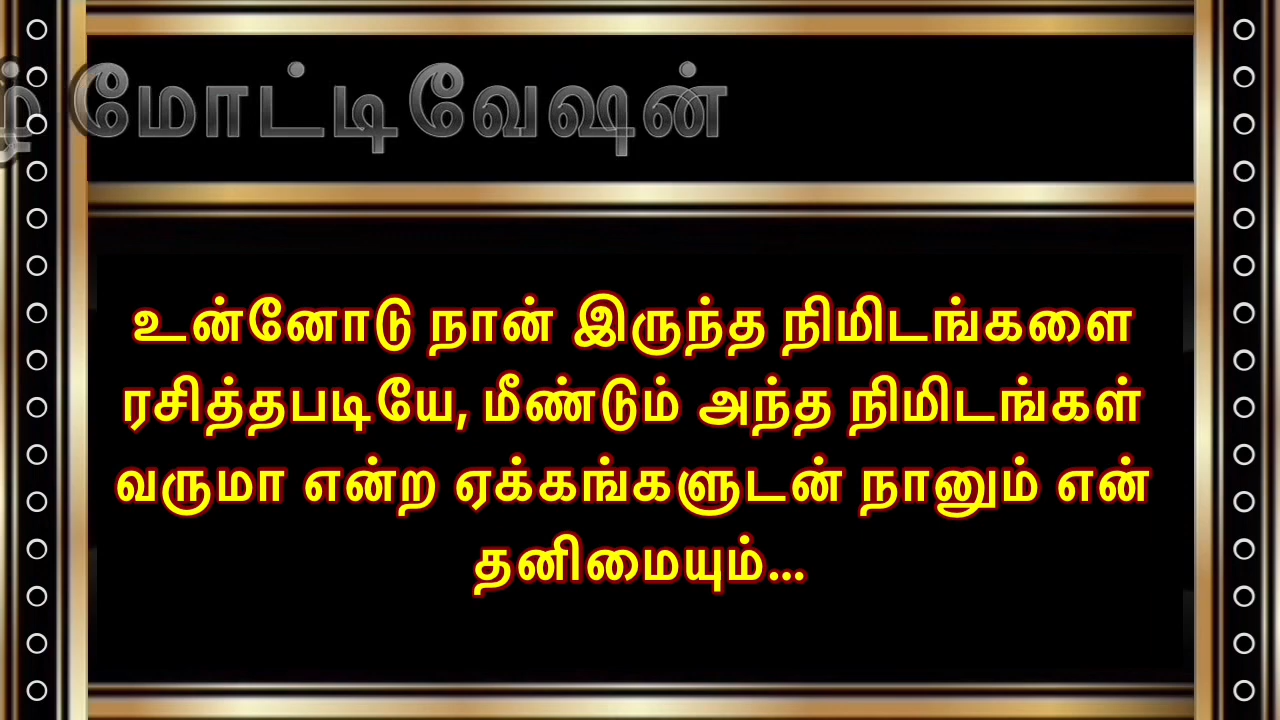 மோட்டிவேஷன்
உன்னோடு நான் இருந்த நிமிடங்களை
ரசித்தபடியே, மீண்டும் அந்த நிமிடங்கள்
வருமா என்ற ஏக்கங்களுடன் நானும் என்
தனிமையும்...